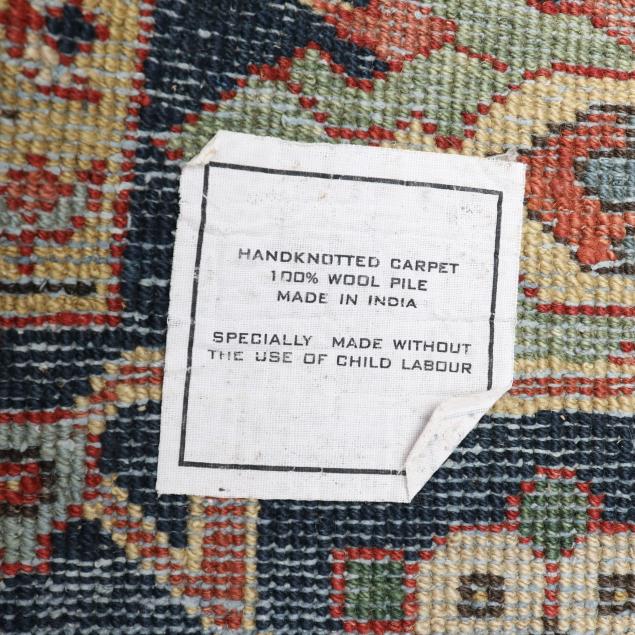 HANDKNOTTED CARPET
100% WOOL PILE
MADE IN INDIA
SPECIALLY MADE WITHOUT
THE USE OF CHILD LABOUR